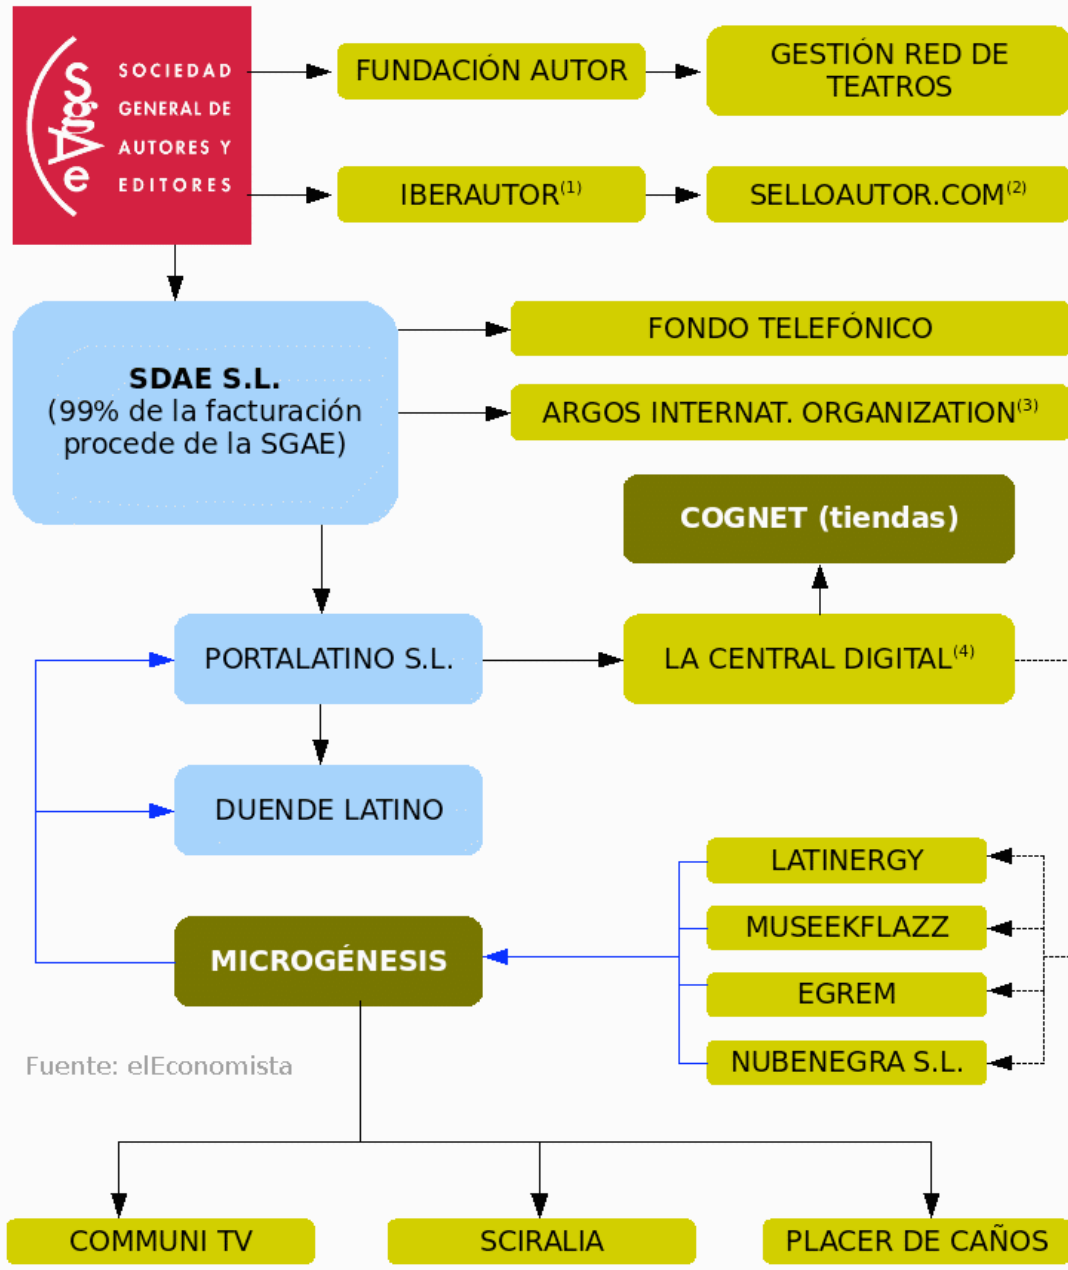 SOCIEDAD
GENERAL DE
AUTORES Y
EDITORES
sgae
FUNDACIÓN AUTOR
GESTIÓN RED DE
TEATROS
IBERAUTOR(1)
SELLOAUTOR.COM(2)
SDAE S.L.
(99% de la facturación
procede de la SGAE)
FONDO TELEFÓNICO
ARGOS INTERNAT. ORGANIZATION(3)
COGNET (tiendas)
PORTALATINO S.L.
LA CENTRAL DIGITAL(4)
DUENDE LATINO
LATINERGY
MUSEEKFLAZZ
EGREM
NUBENEGRA S.L.
MICROGÉNESIS
Fuente: elEconomista
COMMUNI TV
SCIRALIA
PLACER DE CAÑOS